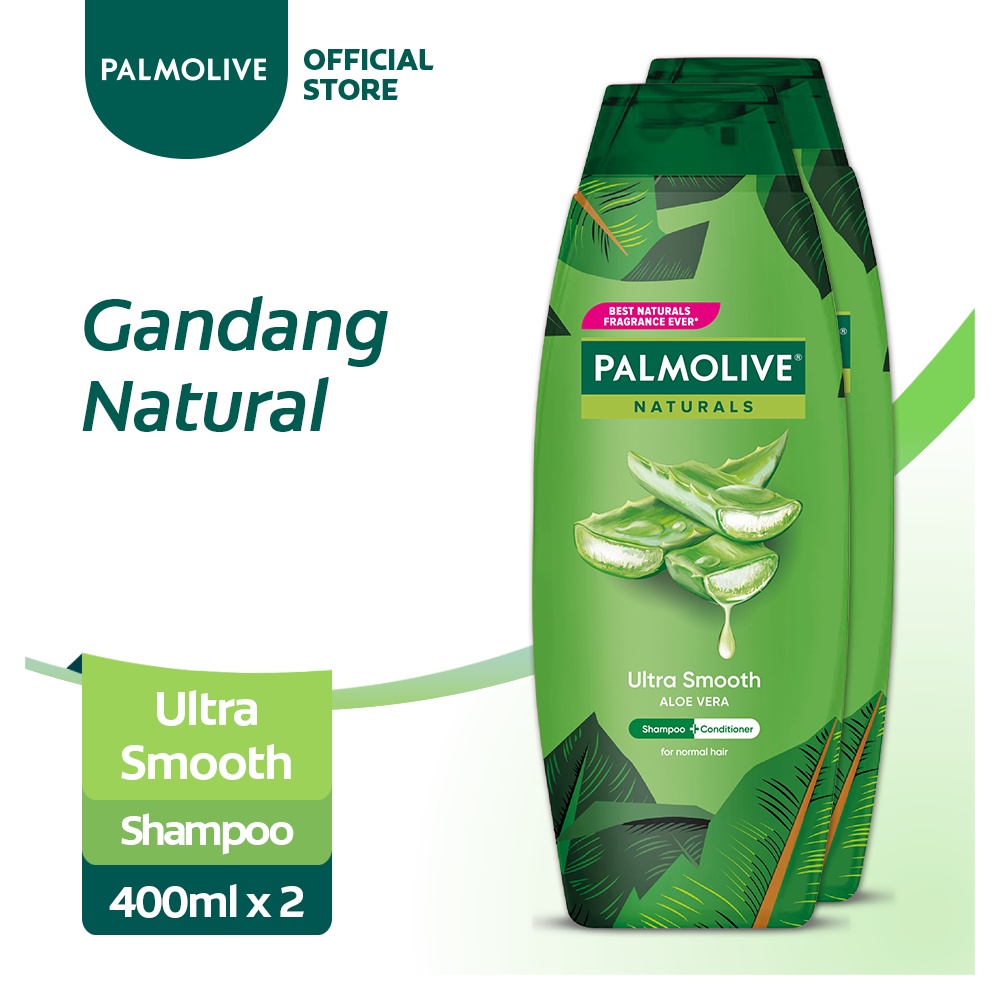 PALMOLIVE
OFFICIAL
STORE
Gandang
Natural
BEST NATURALS
FRAGRANCE EVER*
PALMOLIVE®
NATURALS
®
Ultra Smooth
ALOE VERA
Shampoo + Conditioner
for normal hair
Ultra
Smooth
Shampoo
400ml x 2